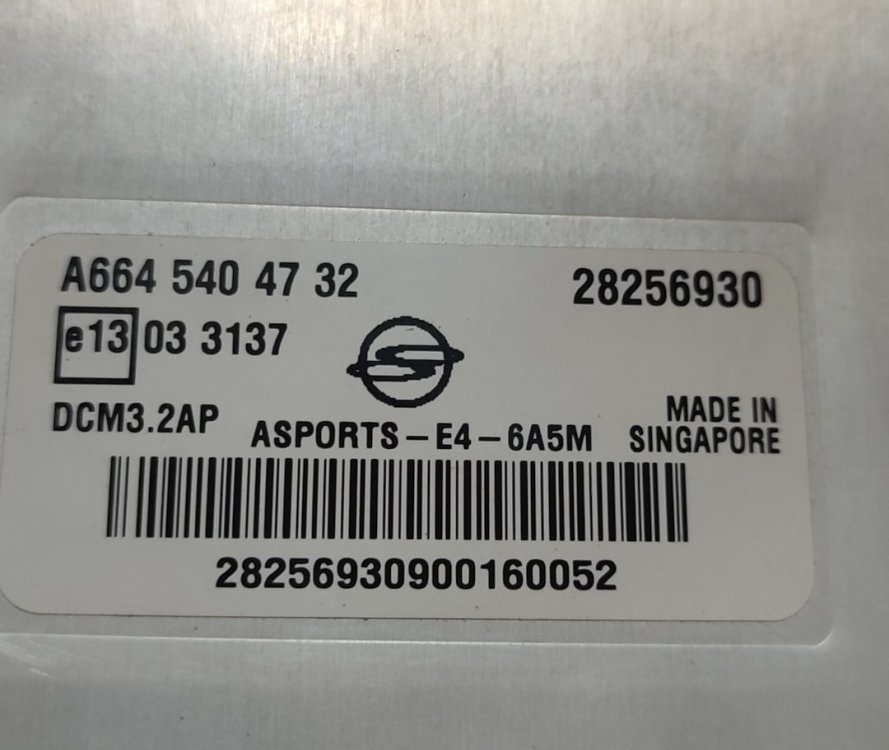 A664 540 47 32 28256930
e13 03 3137
DCM3.2AP ASPORTS-E4-6A5M MADE IN
SINGAPORE
28256930900160052